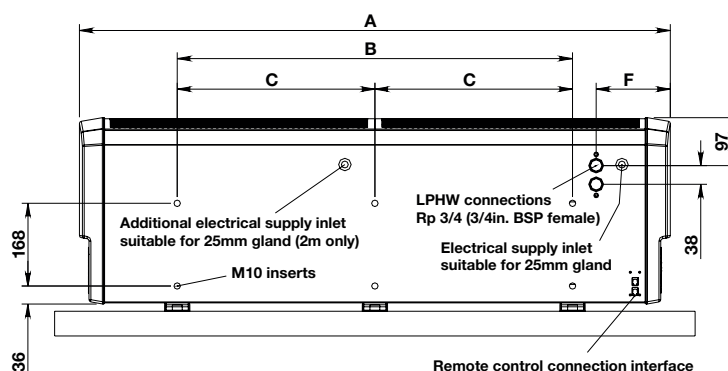 A
B
C C F
97
Additional electrical supply inlet
suitable for 25mm gland (2m only)
LPHW connections
Rp 3/4 (3/4in. BSP female)
Electrical supply inlet
suitable for 25mm gland
168
38
M10 inserts
36
Remote control connection interface